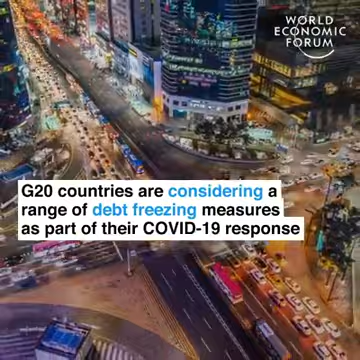 WORLD
ECONOMIC
FORUM
G20 countries are considering a
range of debt freezing measures
as part of their COVID-19 response